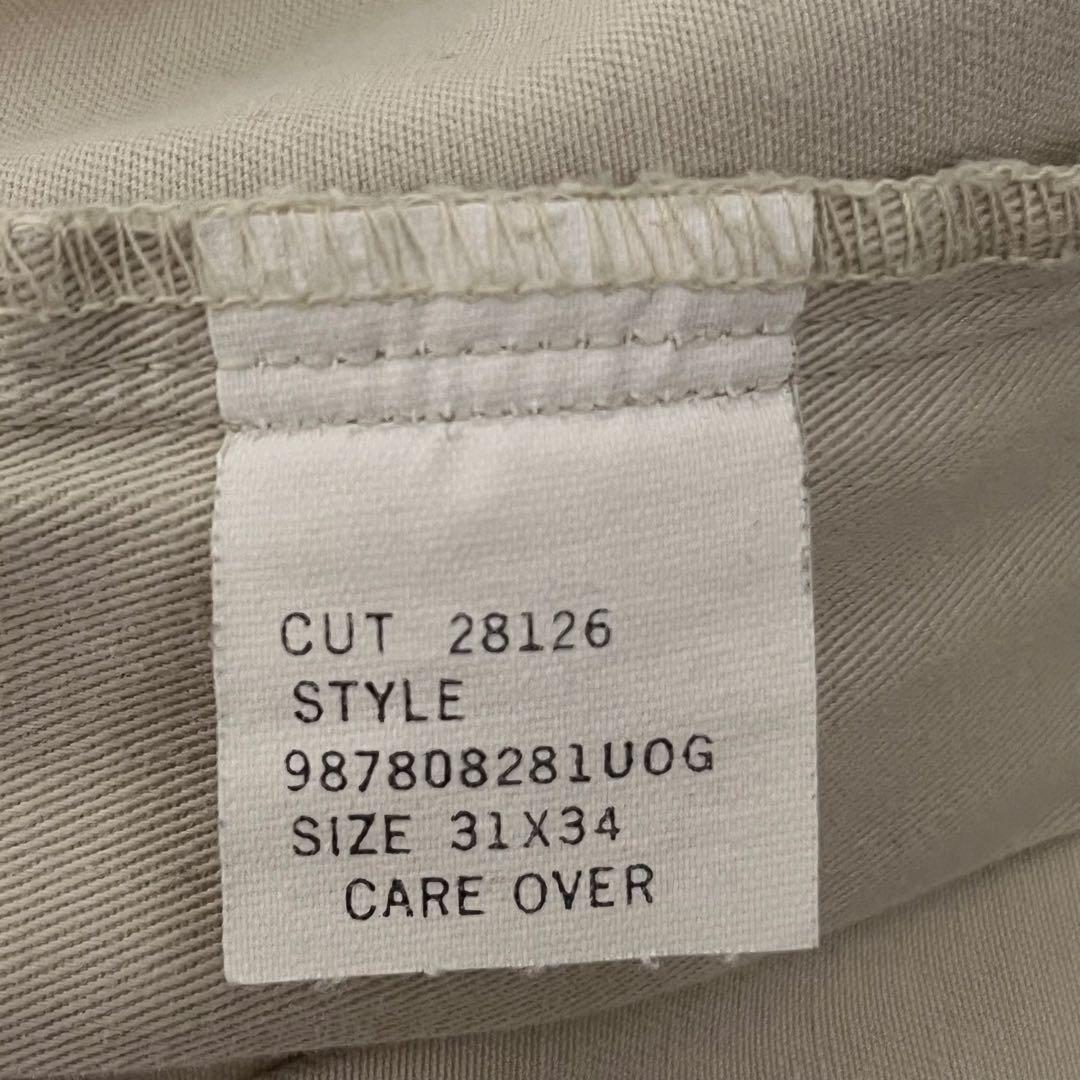 CUT 28126
STYLE
987808281UOG
SIZE 31X34
CARE OVER